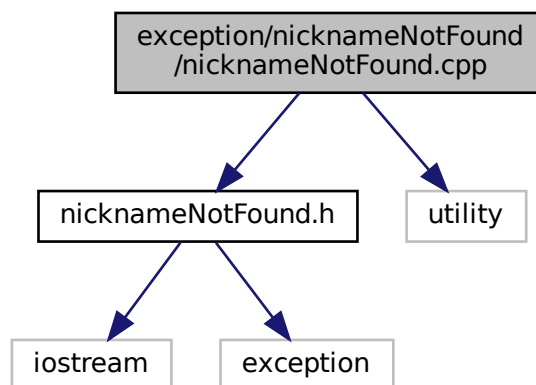 exception/nicknameNotFound
/nicknameNotFound.cpp
nicknameNotFound.h
utility
iostream
exception